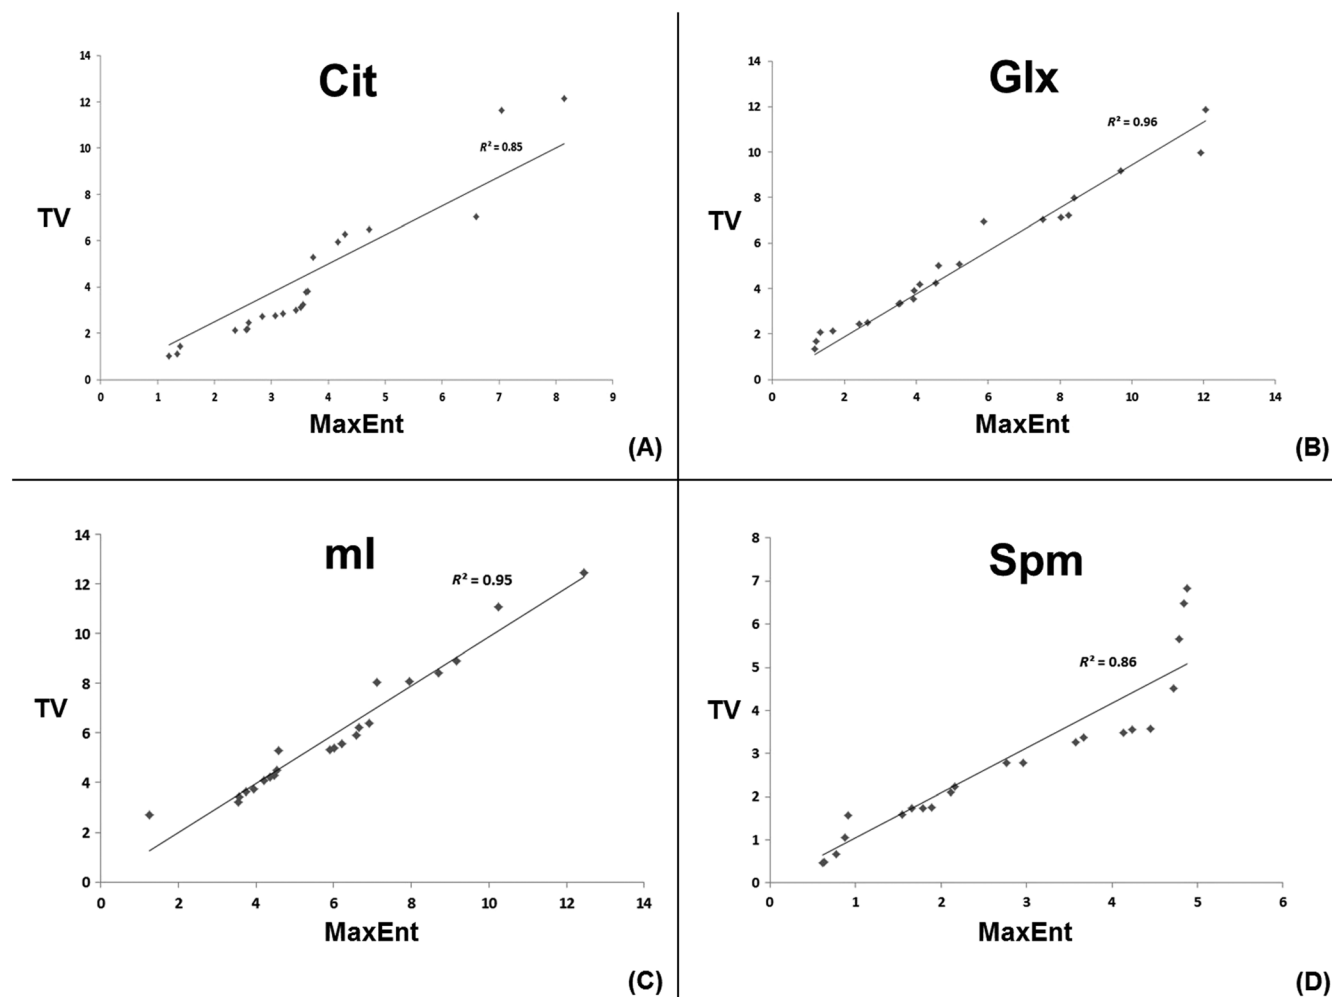 Cit
14
12
10
8
6
4
2
0
R² = 0.85
TV
0 1 2 3 4 5 6 7 8 9
MaxEnt
(A)
Glx
14
12
10
8
6
4
2
0
R² = 0.96
TV
0 2 4 6 8 10 12 14
MaxEnt
(B)
mI
14
12
10
8
6
4
2
0
R² = 0.95
TV
0 2 4 6 8 10 12 14
MaxEnt
(C)
Spm
8
7
6
5
4
3
2
1
0
R² = 0.86
TV
0 1 2 3 4 5 6
MaxEnt
(D)